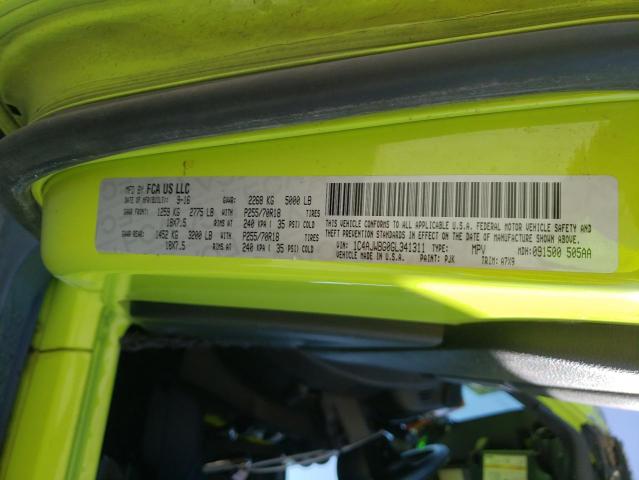 MFD BY FCA US LLC
DATE OF MFR/BUILT: 9-16 GVWR: 2268 KG 5000 LB
GAWR FRONT: 1259 KG 2775 LB WITH P255/70R18 TIRES
18X7.5 RIMS AT 240 KPA( 35 PSI) COLD
GAWR REAR: 1452 KG 3200 LB WITH P255/70R18 TIRES
18X7.5 RIMS AT 240 KPA( 35 PSI) COLD
THIS VEHICLE CONFORMS TO ALL APPLICABLE U.S.A. FEDERAL MOTOR VEHICLE SAFETY, BUMPER, AND
THEFT PREVENTION STANDARDS IN EFFECT ON THE DATE OF MANUFACTURE SHOWN ABOVE.
VIN: 1C4AJWBG0GL341311 TYPE: MPV MDH: 091500 505AA
VEHICLE MADE IN U.S.A. PAINT: PJK TRIM: A7X9